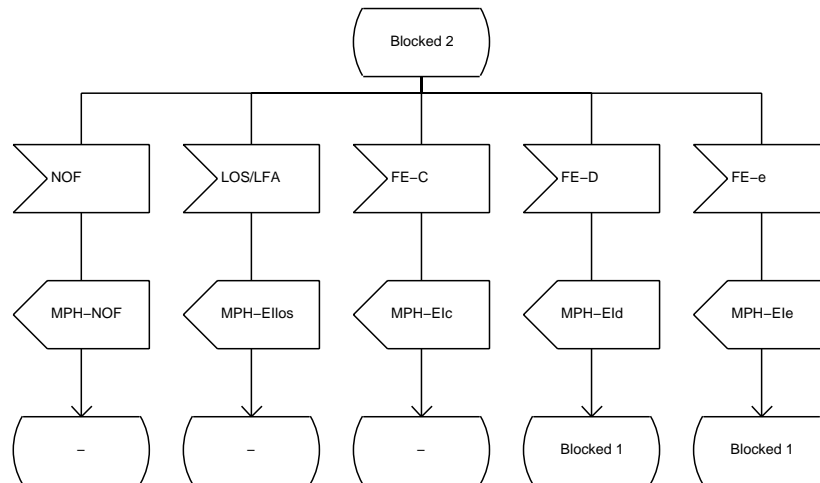 Blocked 2
NOF
LOS/LFA
FE−C
FE−D
FE−e
MPH−NOF
MPH−EIlos
MPH−EIc
MPH−EId
MPH−EIe
−
−
−
Blocked 1
Blocked 1